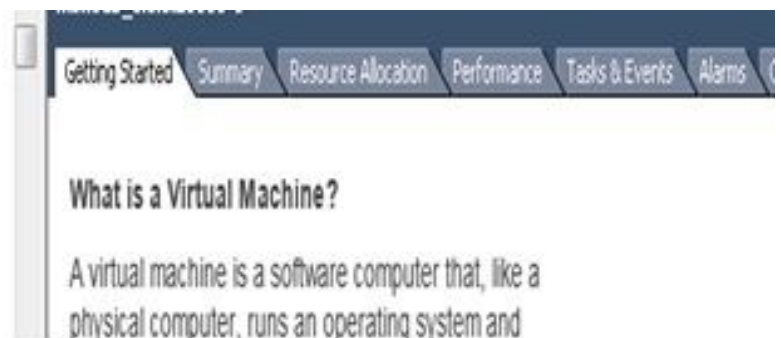 Getting Started Summary Resource Allocation Performance Tasks & Events Alarms
What is a Virtual Machine?
A virtual machine is a software computer that, like a
physical computer, runs an operating system and